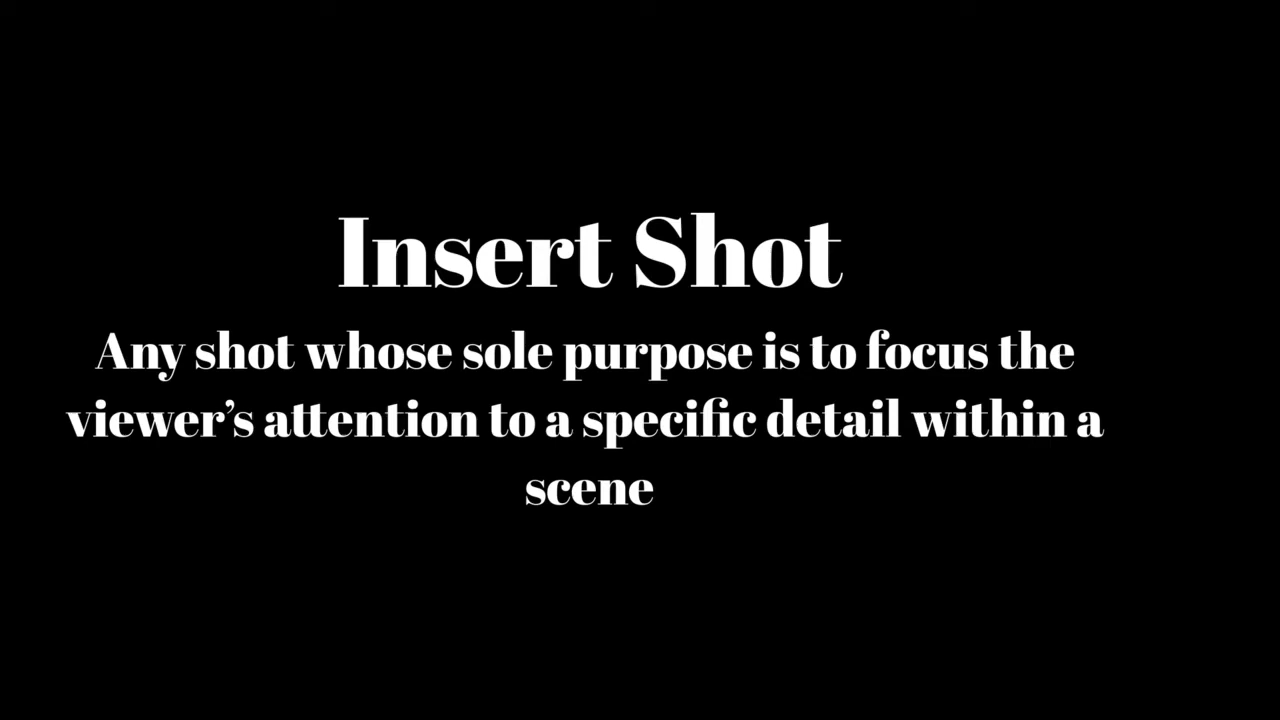 Insert Shot
Any shot whose sole purpose is to focus the
viewer’s attention to a specific detail within a
scene